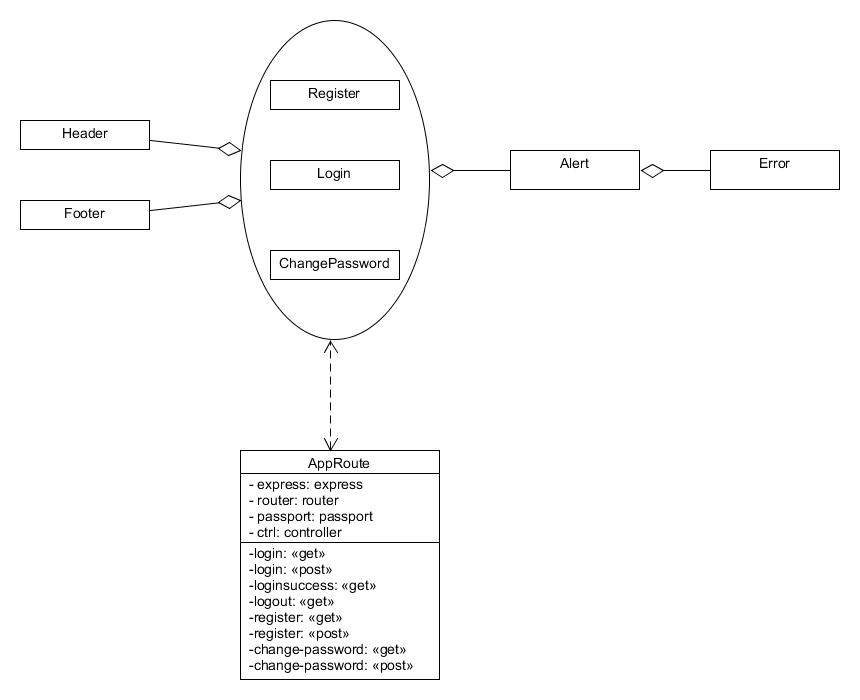 Register
Header
Login
Alert
Error
Footer
ChangePassword
AppRoute
- express: express
- router: router
- passport: passport
- ctrl: controller
-login: «get»
-login: «post»
-loginsuccess: «get»
-logout: «get»
-register: «get»
-register: «post»
-change-password: «get»
-change-password: «post»